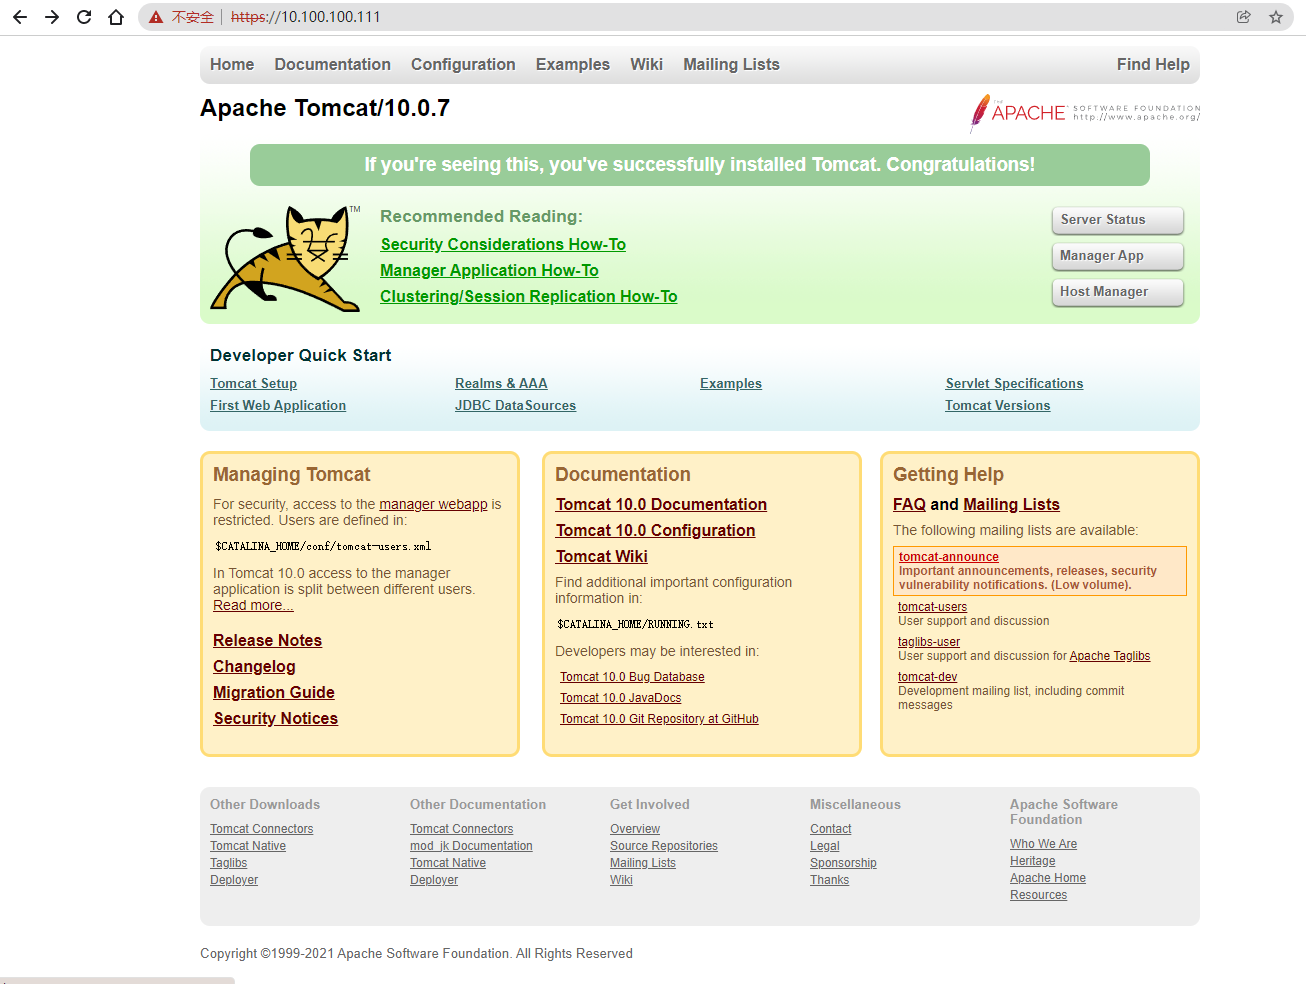 不安全 https://10.100.100.111
Home Documentation Configuration Examples Wiki Mailing Lists Find Help
Apache Tomcat/10.0.7
THE APACHE SOFTWARE FOUNDATION
http://www.apache.org/
If you're seeing this, you've successfully installed Tomcat. Congratulations!
TM
Recommended Reading:
Security Considerations How-To
Manager Application How-To
Clustering/Session Replication How-To
Server Status
Manager App
Host Manager
Developer Quick Start
Tomcat Setup
First Web Application
Realms & AAA
JDBC DataSources
Examples
Servlet Specifications
Tomcat Versions
Managing Tomcat
For security, access to the manager webapp is
restricted. Users are defined in:
$CATALINA_HOME/conf/tomcat-users.xml
In Tomcat 10.0 access to the manager
application is split between different users.
Read more...
Release Notes
Changelog
Migration Guide
Security Notices
Documentation
Tomcat 10.0 Documentation
Tomcat 10.0 Configuration
Tomcat Wiki
Find additional important configuration
information in:
$CATALINA_HOME/RUNNING.txt
Developers may be interested in:
Tomcat 10.0 Bug Database
Tomcat 10.0 JavaDocs
Tomcat 10.0 Git Repository at GitHub
Getting Help
FAQ and Mailing Lists
The following mailing lists are available:
tomcat-announce
Important announcements, releases, security
vulnerability notifications. (Low volume).
tomcat-users
User support and discussion
taglibs-user
User support and discussion for Apache Taglibs
tomcat-dev
Development mailing list, including commit
messages
Other Downloads
Tomcat Connectors
Tomcat Native
Taglibs
Deployer
Other Documentation
Tomcat Connectors
mod_jk Documentation
Tomcat Native
Deployer
Get Involved
Overview
Source Repositories
Mailing Lists
Wiki
Miscellaneous
Contact
Legal
Sponsorship
Thanks
Apache Software
Foundation
Who We Are
Heritage
Apache Home
Resources
Copyright ©1999-2021 Apache Software Foundation. All Rights Reserved